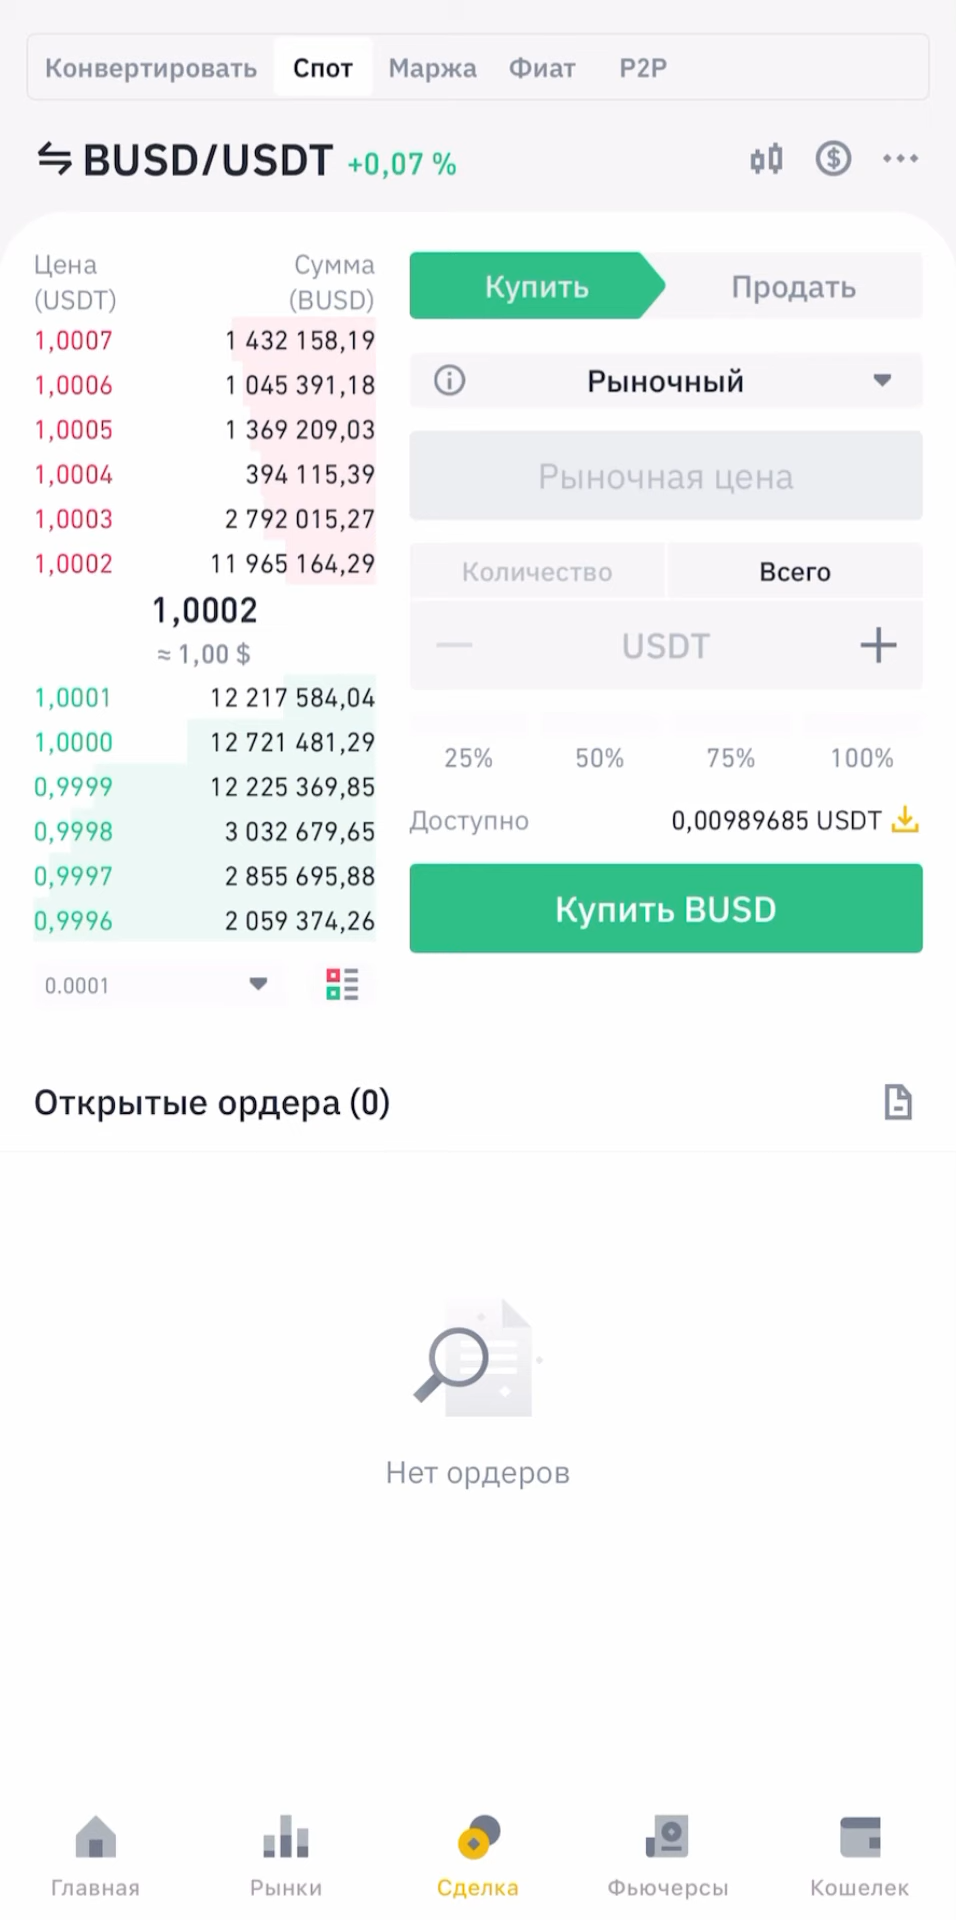 Конвертировать Спот Маржа Фиат P2P
BUSD/USDT +0,07 %
Цена (USDT) Сумма (BUSD)
1,0007 1 432 158,19
1,0006 1 045 391,18
1,0005 1 369 209,03
1,0004 394 115,39
1,0003 2 792 015,27
1,0002 11 965 164,29
1,0002
≈ 1,00 $
1,0001 12 217 584,04
1,0000 12 721 481,29
0,9999 12 225 369,85
0,9998 3 032 679,65
0,9997 2 855 695,88
0,9996 2 059 374,26
0.0001
Купить Продать
Рыночный
Рыночная цена
Количество Всего
USDT
25% 50% 75% 100%
Доступно 0,00989685 USDT
Купить BUSD
Открытые ордера (0)
Нет ордеров
Главная Рынки Сделка Фьючерсы Кошелек